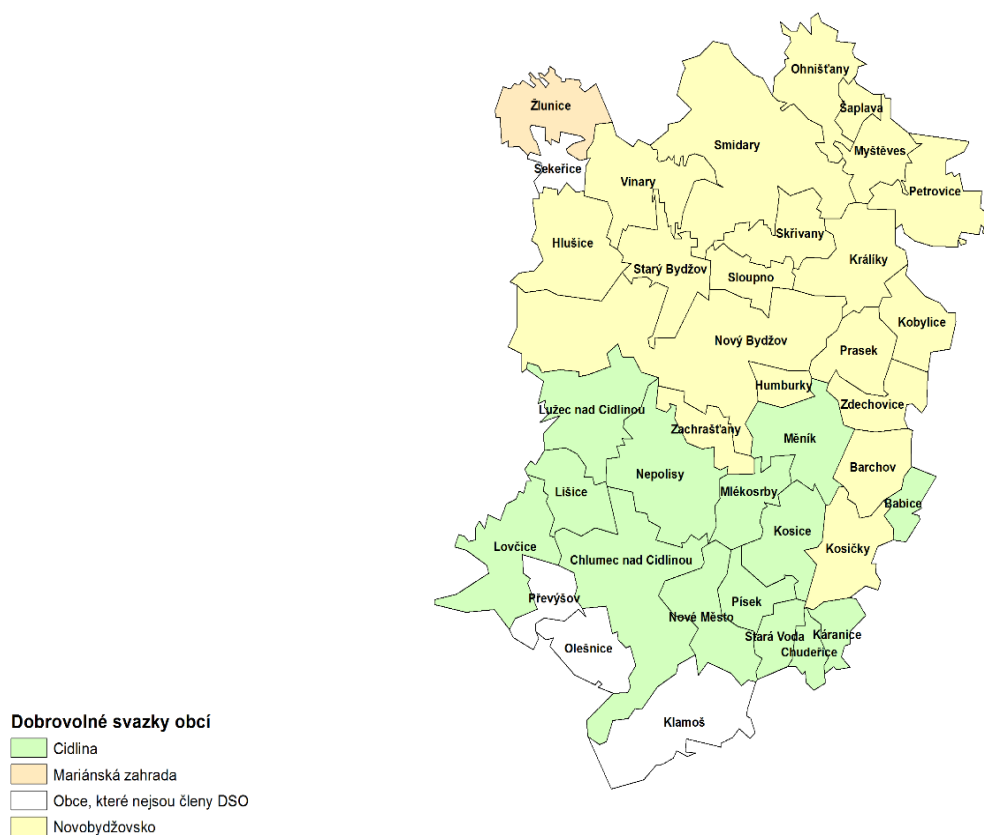 Ohnišťany
Žlunice
Šaplava
Smidary
Myštěves
Sekeřice
Vinary
Petrovice
Skřivany
Hlušice
Králíky
Starý Bydžov
Sloupno
Kobylice
Nový Bydžov
Prasek
Humburky
Zdechovice
Lužec nad Cidlinou
Zachrašťany
Měník
Barchov
Nepolisy
Lišice
Mlékosrby
Babice
Kosice
Lovčice
Kosičky
Chlumec nad Cidlinou
Převýšov
Písek
Nové Město
Stará Voda
Káranice
Olešnice
Chudeřice
Klamoš
Dobrovolné svazky obcí
Cidlina
Mariánská zahrada
Obce, které nejsou členy DSO
Novobydžovsko